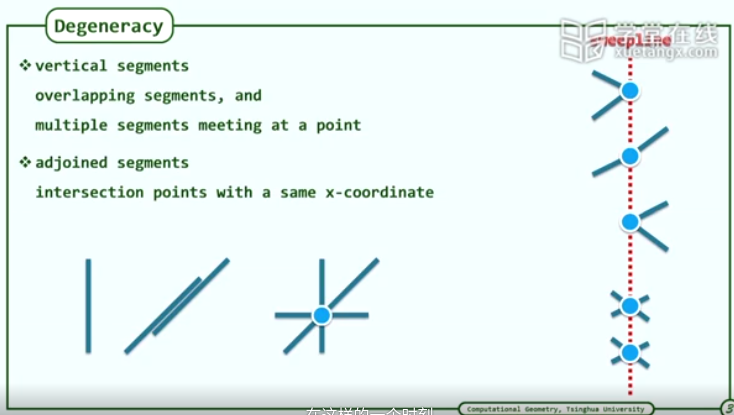 Degeneracy
学堂在线
xuetangx.com
sweepline
❖ vertical segments
overlapping segments, and
multiple segments meeting at a point
❖ adjoined segments
intersection points with a same x-coordinate
在这样的一个时刻
Computational Geometry, Tsinghua University